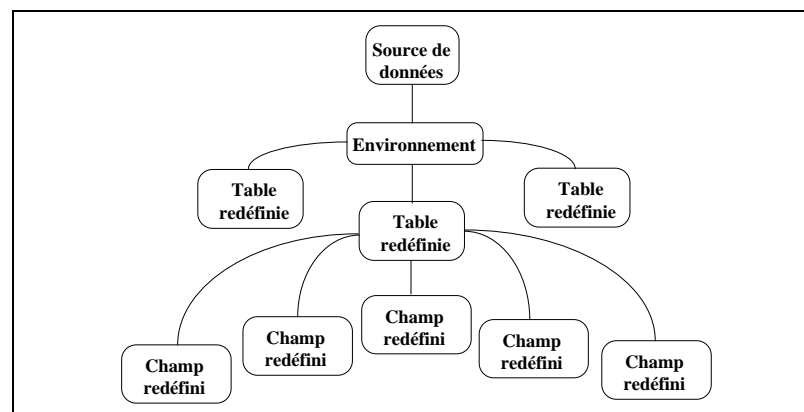 Source de
données
Environnement
Table
redéfinie
Table
redéfinie
Table
redéfinie
Champ
redéfini
Champ
redéfini
Champ
redéfini
Champ
redéfini
Champ
redéfini